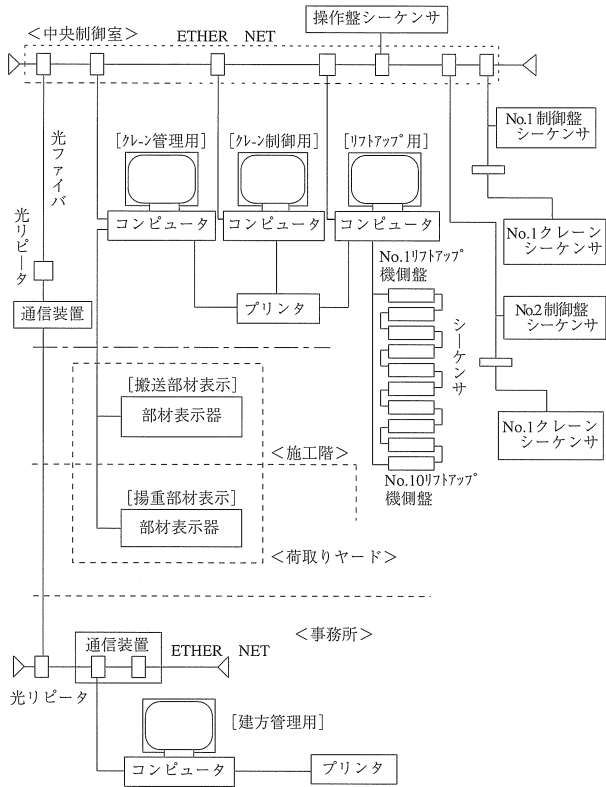 操作盤シーケンサ
＜中央制御室＞
ETHER NET
No.1制御盤
シーケンサ
[ｸﾚｰﾝ管理用]
[ｸﾚｰﾝ制御用]
[ﾘﾌﾄｱｯﾌﾟ用]
光ファイバ
コンピュータ
コンピュータ
コンピュータ
光リピータ
No.1クレーン
シーケンサ
No.1ﾘﾌﾄｱｯﾌﾟ
機側盤
プリンタ
通信装置
No.2制御盤
シーケンサ
シーケンサ
[搬送部材表示]
部材表示器
No.1クレーン
シーケンサ
＜施工階＞
No.10ﾘﾌﾄｱｯﾌﾟ
機側盤
[揚重部材表示]
部材表示器
＜荷取りヤード＞
＜事務所＞
通信装置
ETHER NET
光リピータ
[建方管理用]
コンピュータ
プリンタ